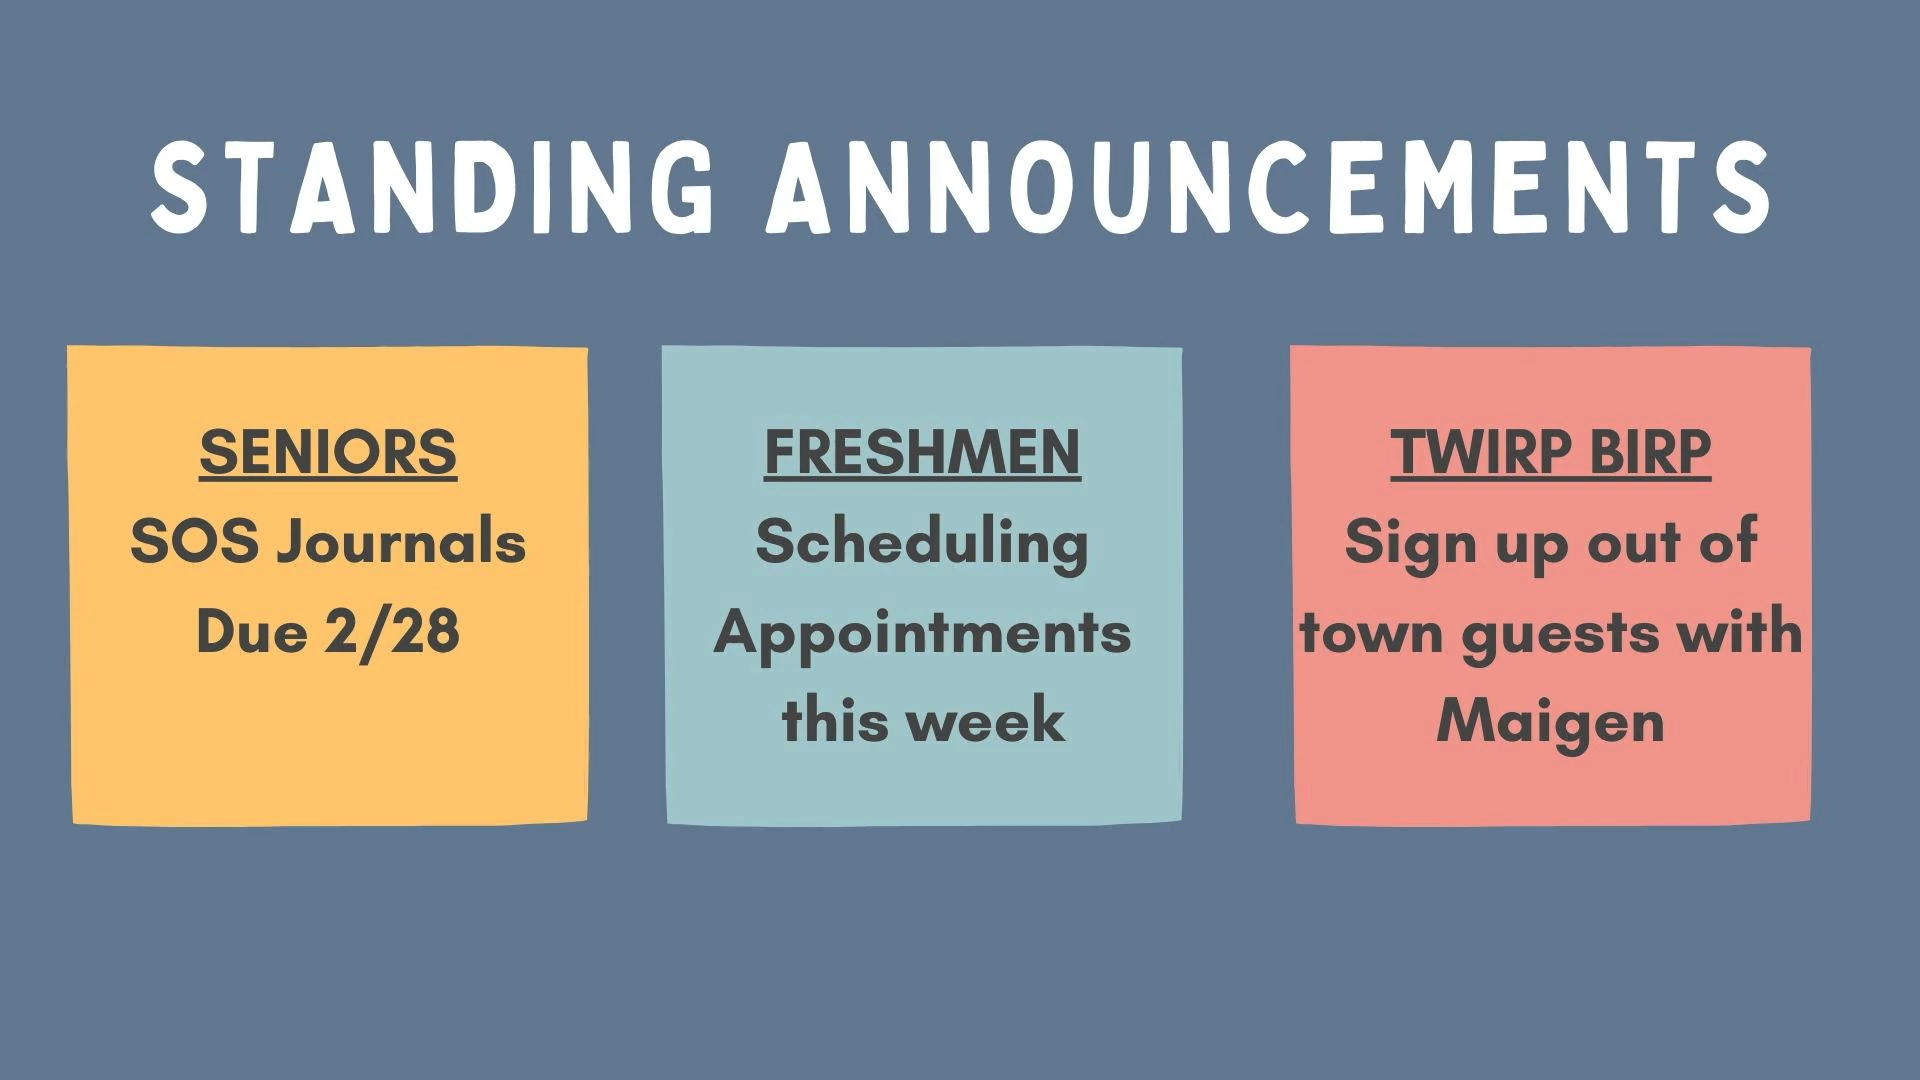 STANDING ANNOUNCEMENTS
SENIORS
SOS Journals
Due 2/28
FRESHMEN
Scheduling
Appointments
this week
TWIRP BIRP
Sign up out of
town guests with
Maigen